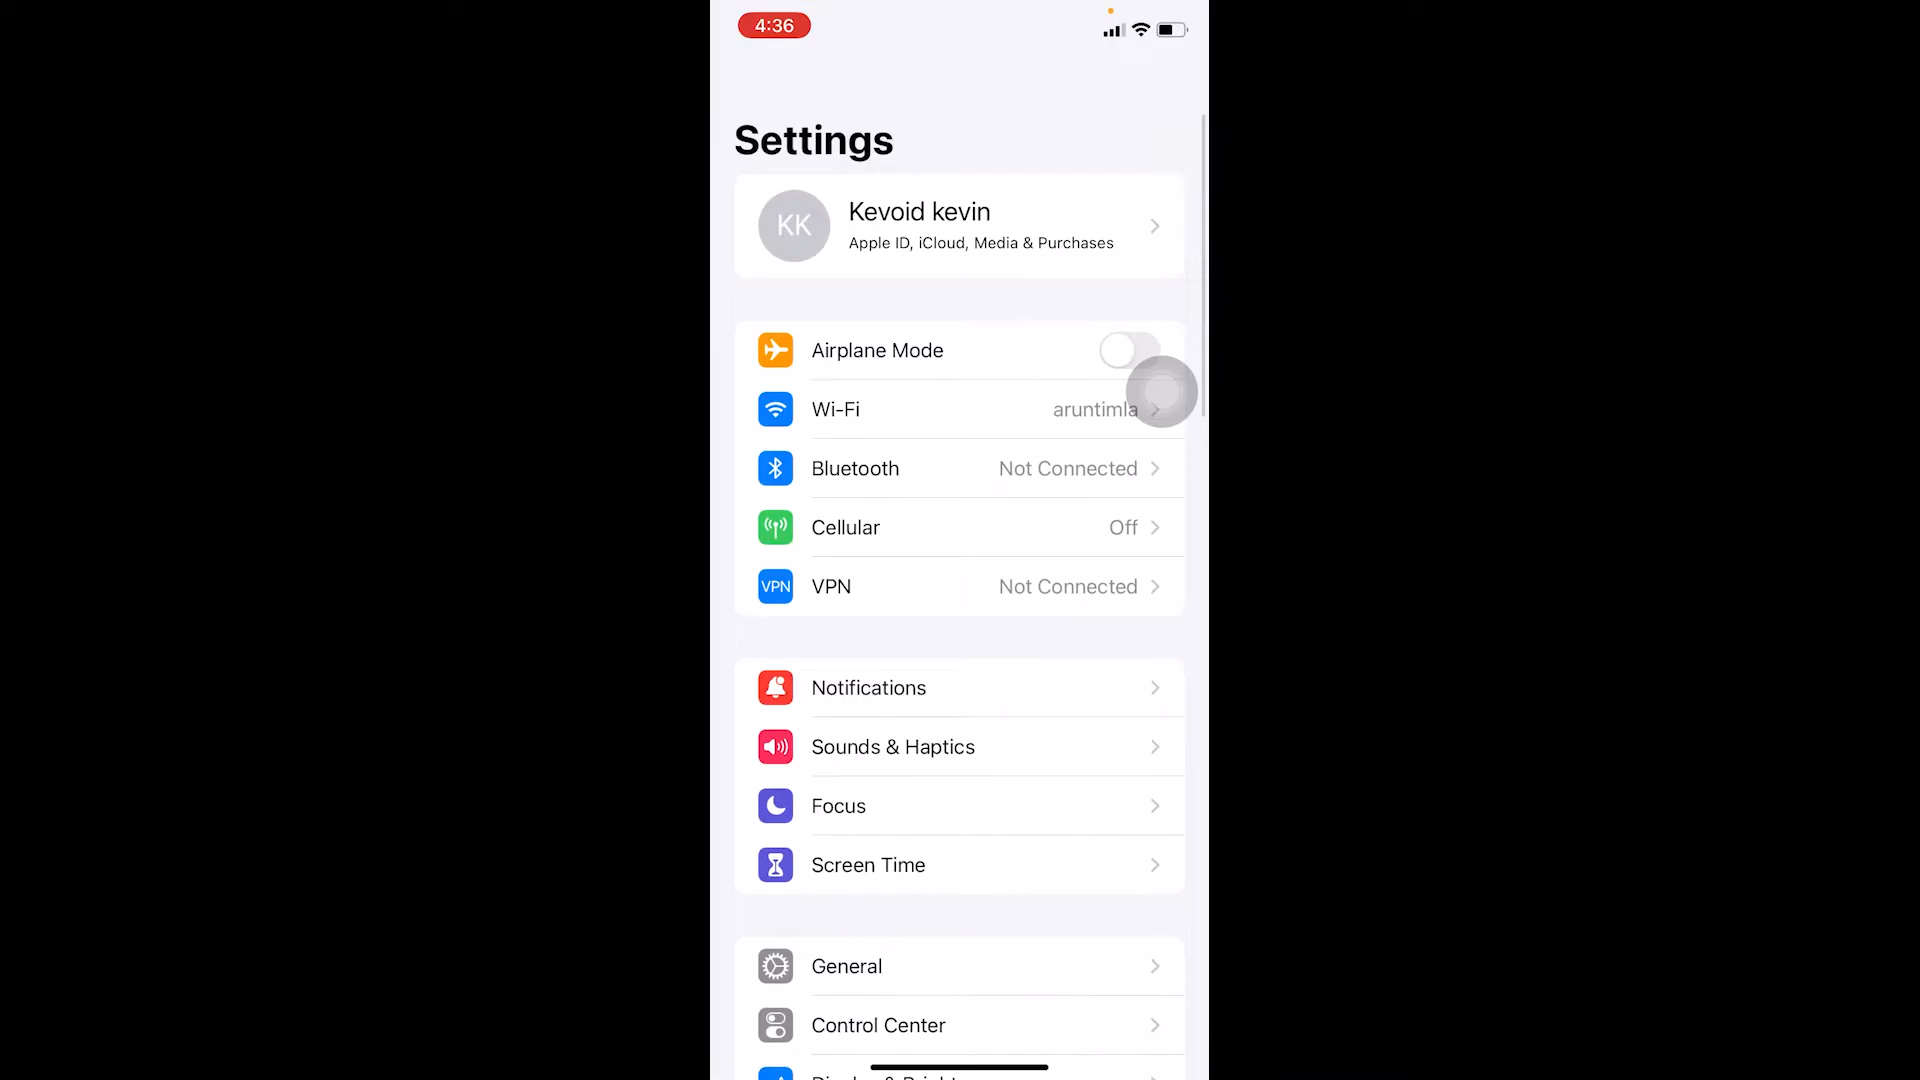 4:36
Settings
KK
Kevoid kevin
Apple ID, iCloud, Media & Purchases
Airplane Mode
Wi-Fi aruntimla
Bluetooth Not Connected
Cellular Off
VPN VPN Not Connected
Notifications
Sounds & Haptics
Focus
Screen Time
General
Control Center